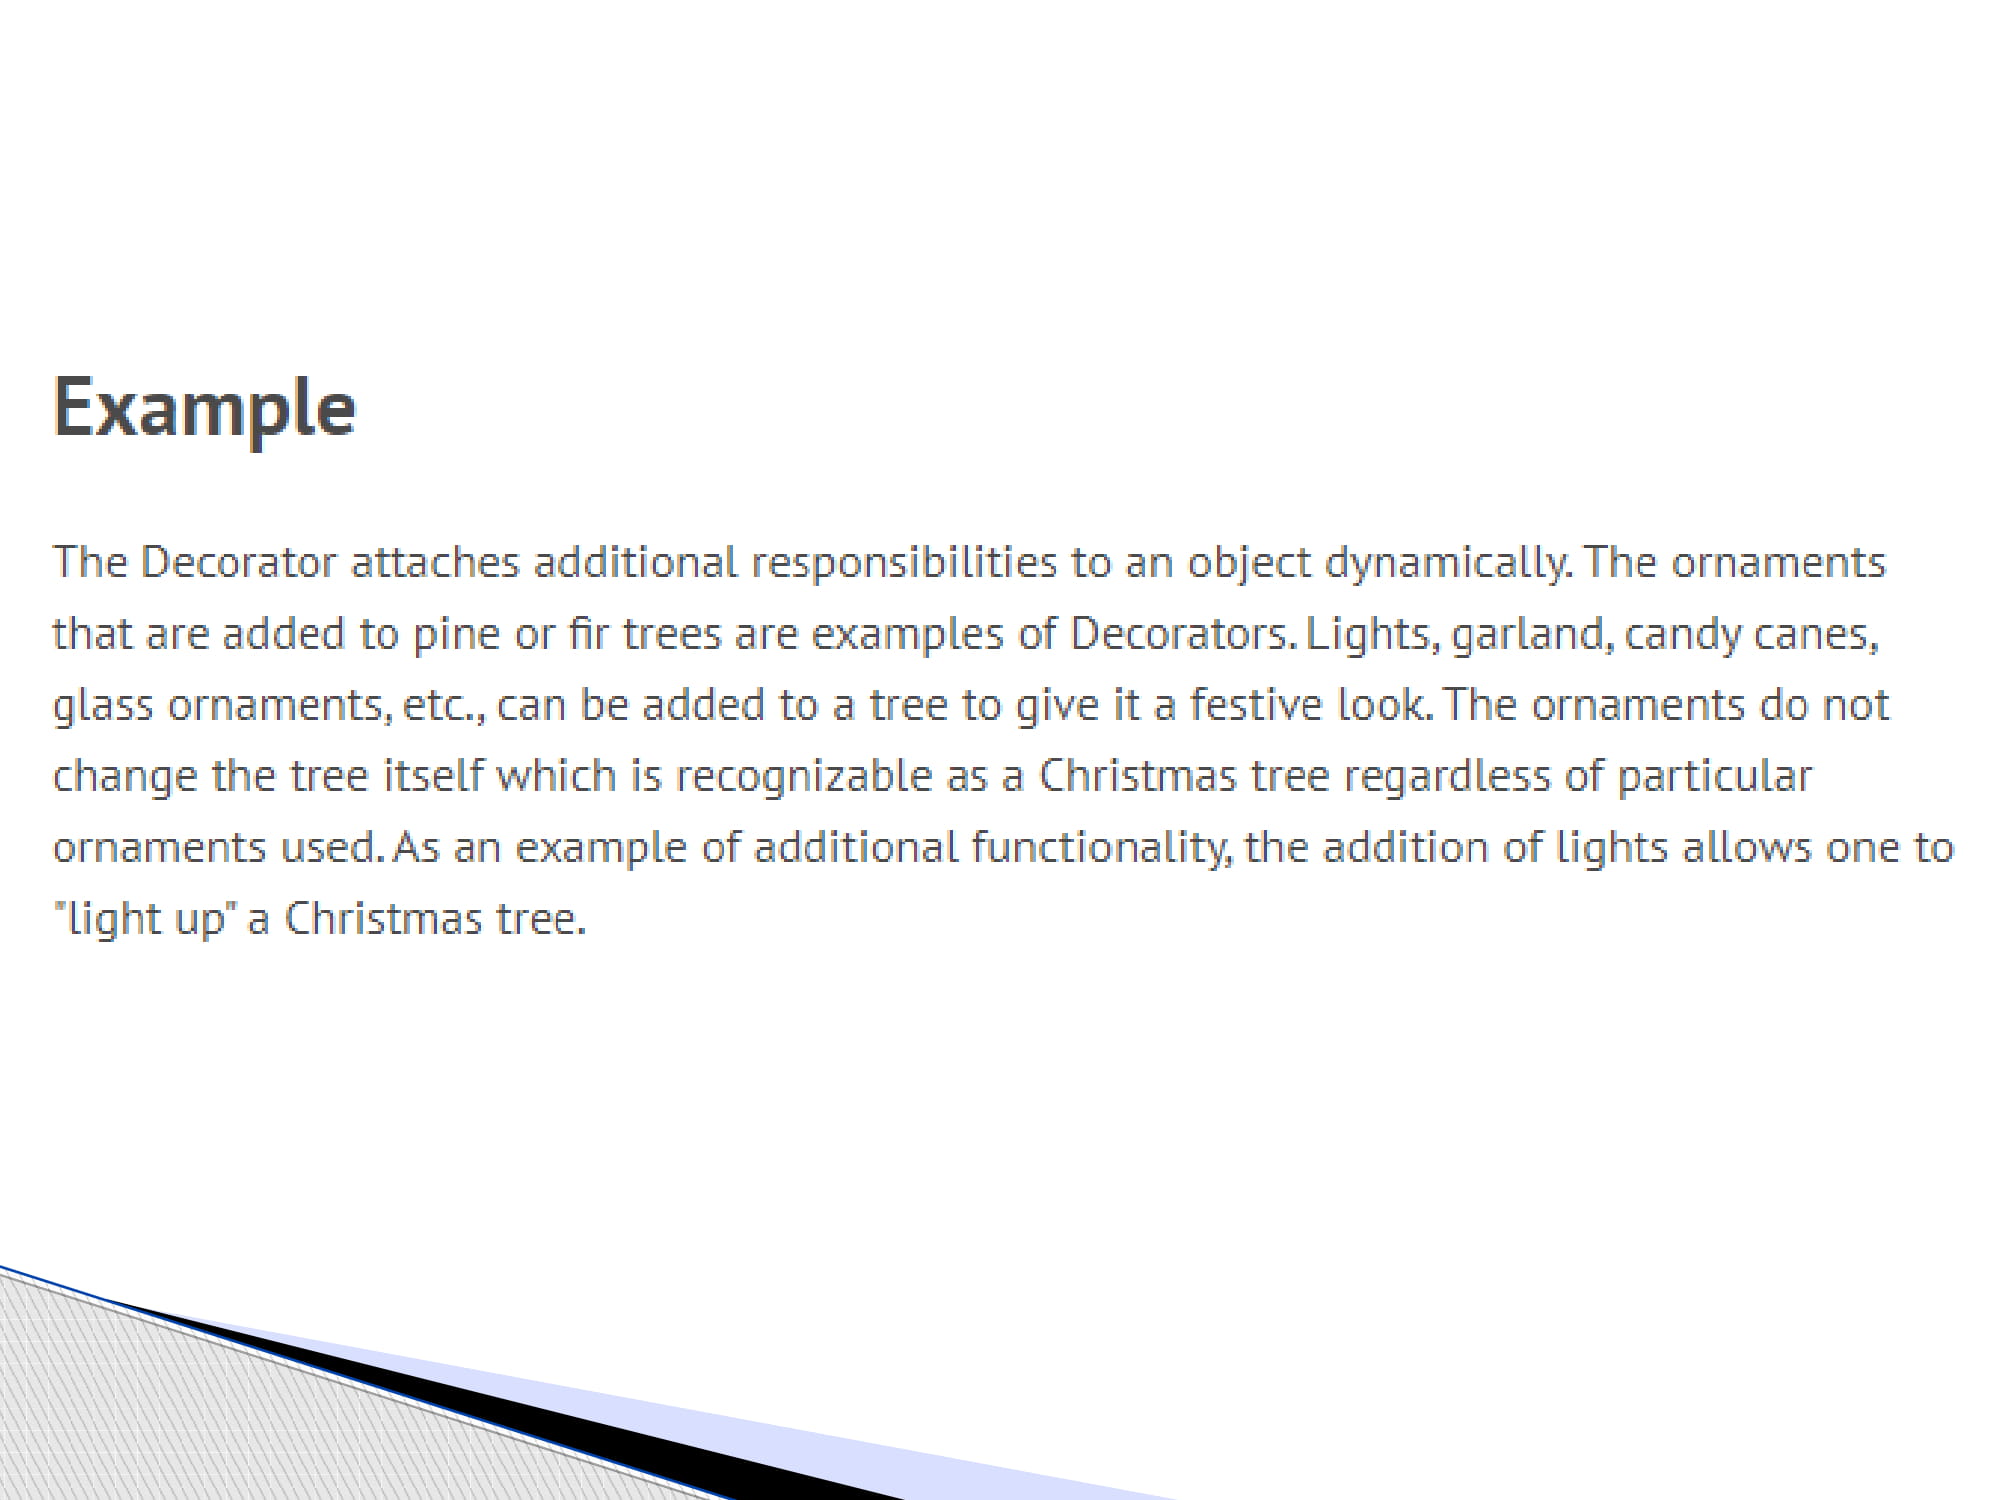 Example
The Decorator attaches additional responsibilities to an object dynamically. The ornaments
that are added to pine or fir trees are examples of Decorators. Lights, garland, candy canes,
glass ornaments, etc., can be added to a tree to give it a festive look. The ornaments do not
change the tree itself which is recognizable as a Christmas tree regardless of particular
ornaments used. As an example of additional functionality, the addition of lights allows one to
"light up" a Christmas tree.